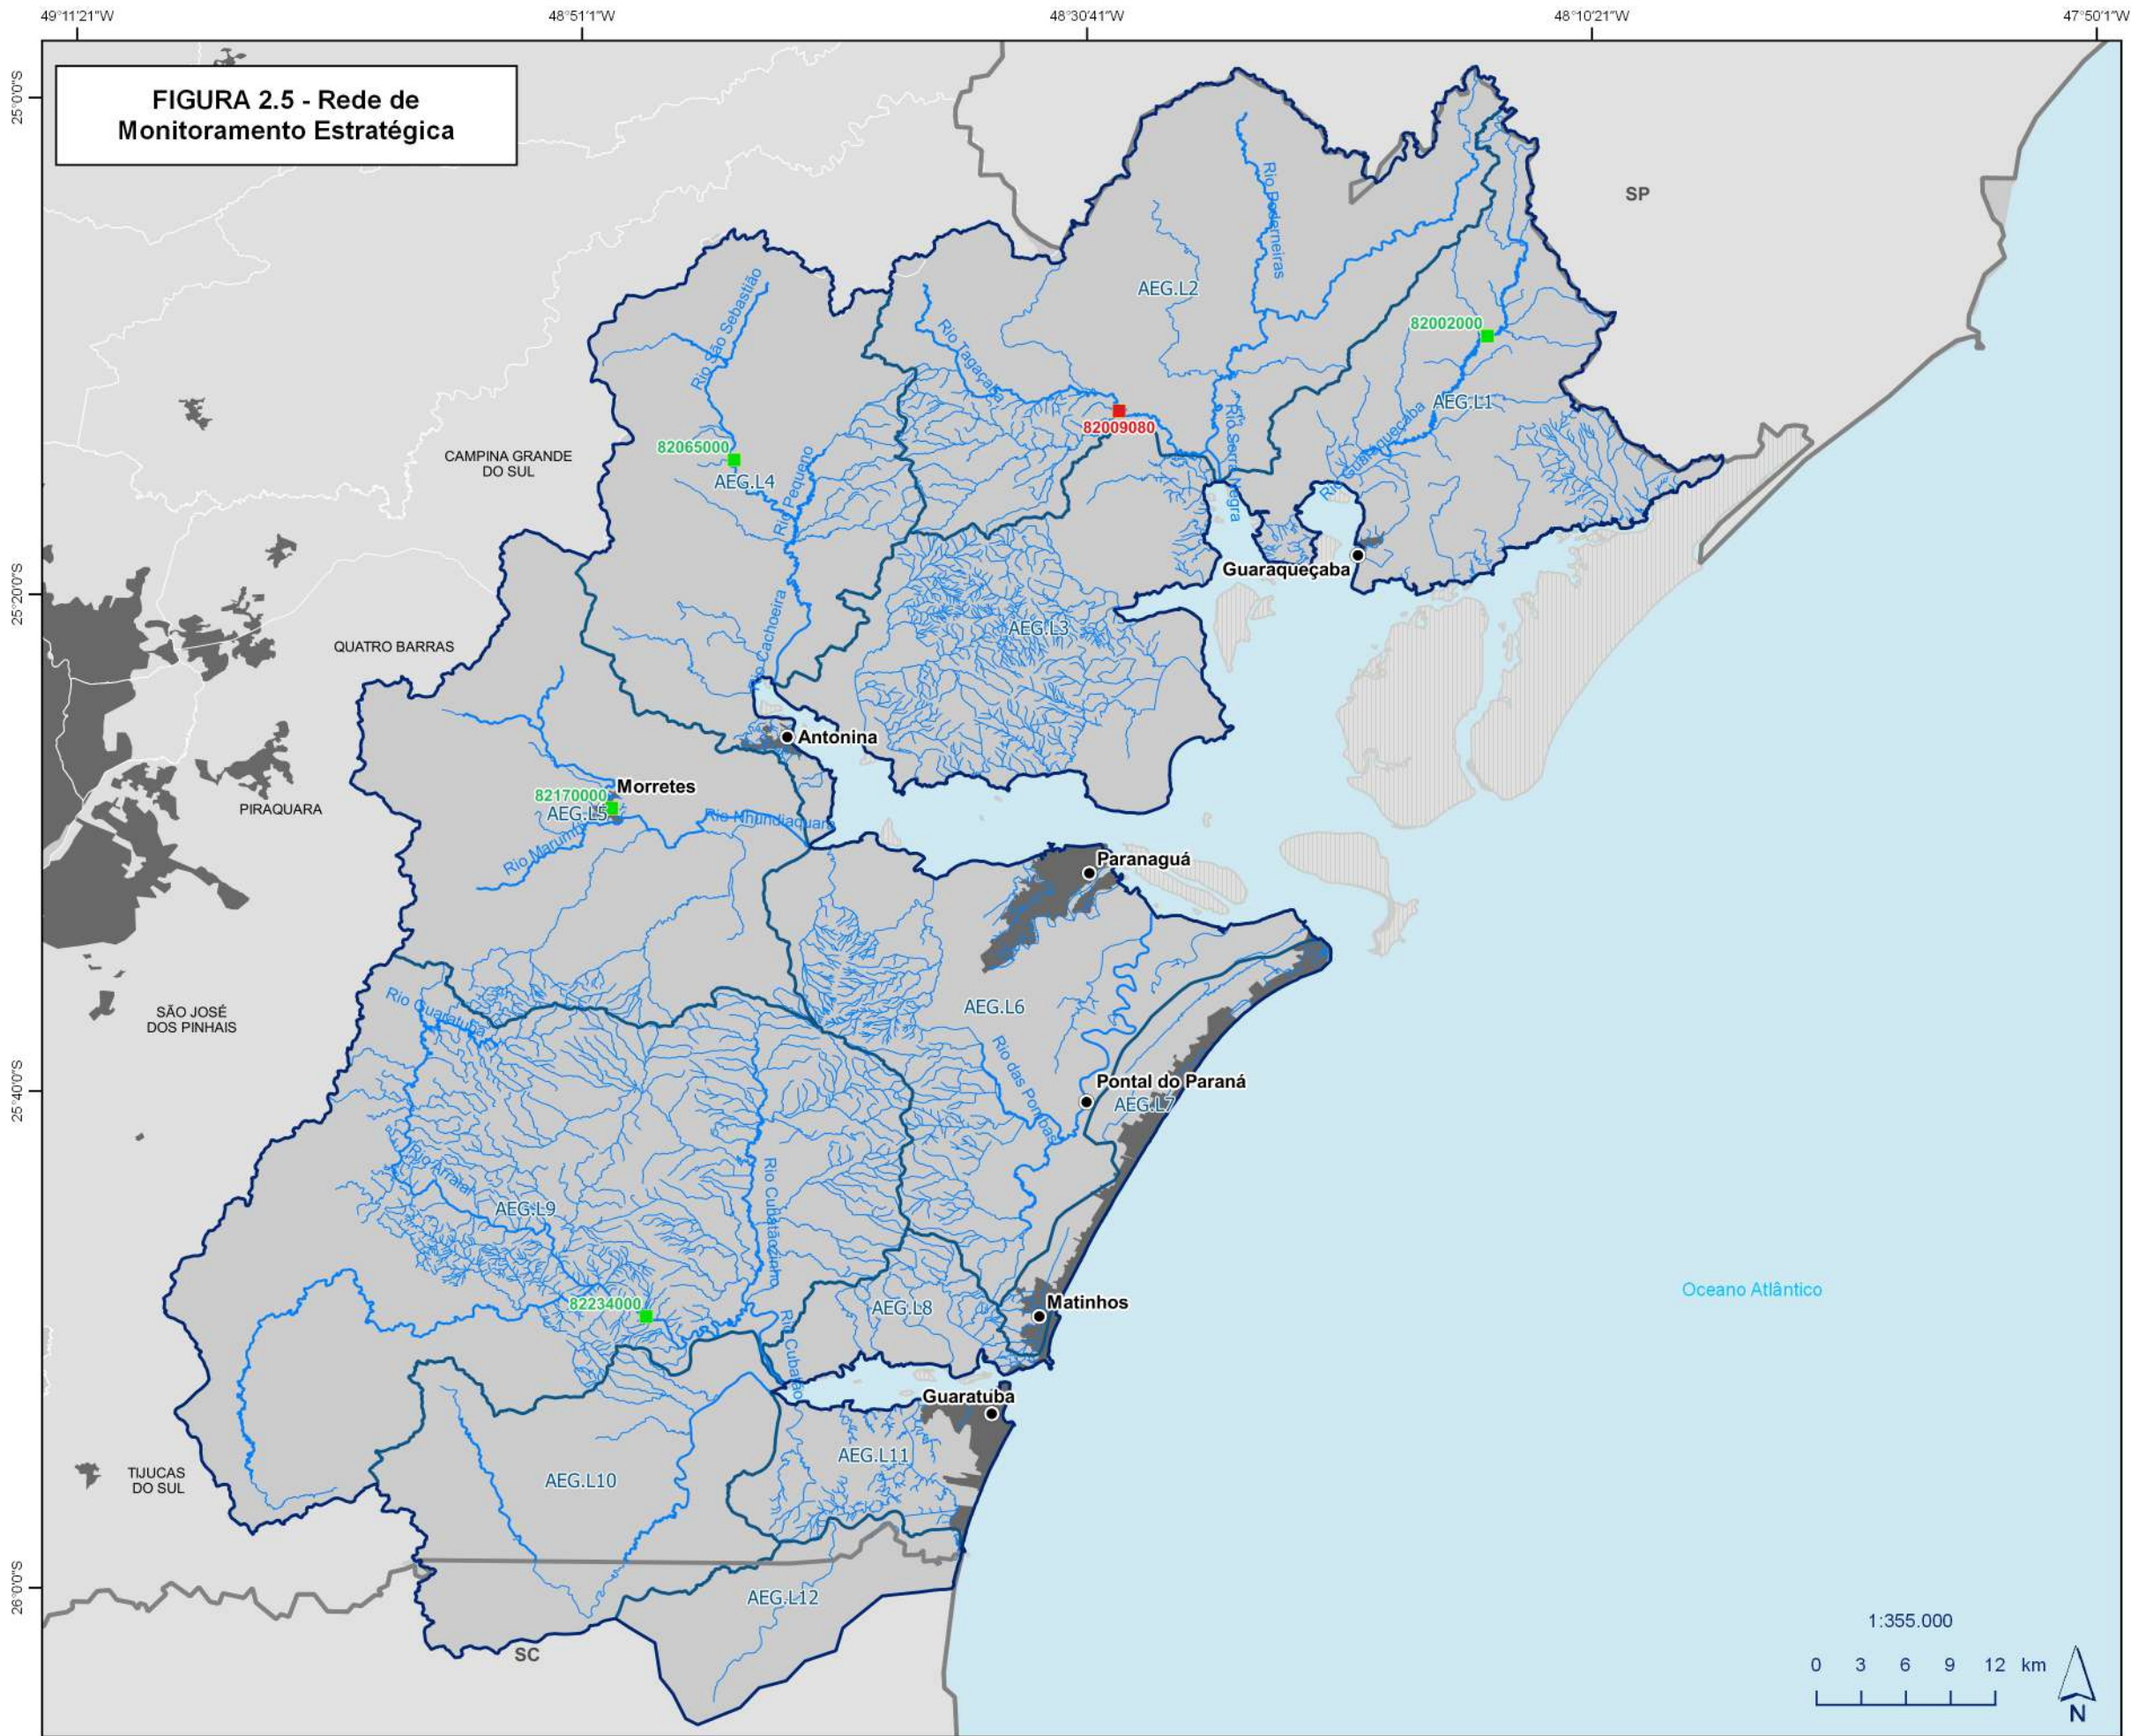 49°11'21"W
48°51'1"W
48°30'41"W
48°10'21"W
47°50'1"W
25°0'0"S
25°20'0"S
25°40'0"S
26°0'0"S
FIGURA 2.5 - Rede de
Monitoramento Estratégica
SP
Rio Pederneiras
AEG.L2
Rio São Sebastião
82002000
Rio Tagaçaba
AEG.L1
82009080
Rio Guaraqueçaba
Rio Serra Negra
82065000
CAMPINA GRANDE
DO SUL
AEG.L4
Rio Pequeno
Guaraqueçaba
AEG.L3
QUATRO BARRAS
Rio Cachoeira
Antonina
Morretes
82170000
AEG.L5
PIRAQUARA
Rio Nhundiaquara
Rio Marumbi
Paranaguá
Rio Guaratuba
AEG.L6
SÃO JOSÉ
DOS PINHAIS
Rio das Pombas
Pontal do Paraná
AEG.L7
Rio Arraial
AEG.L9
Rio Cubatãozinho
Oceano Atlântico
82234000
AEG.L8
Matinhos
Rio Cubatão
Guaratuba
AEG.L11
TIJUCAS
DO SUL
AEG.L10
AEG.L12
SC
1:355.000
0 3 6 9 12 km
N